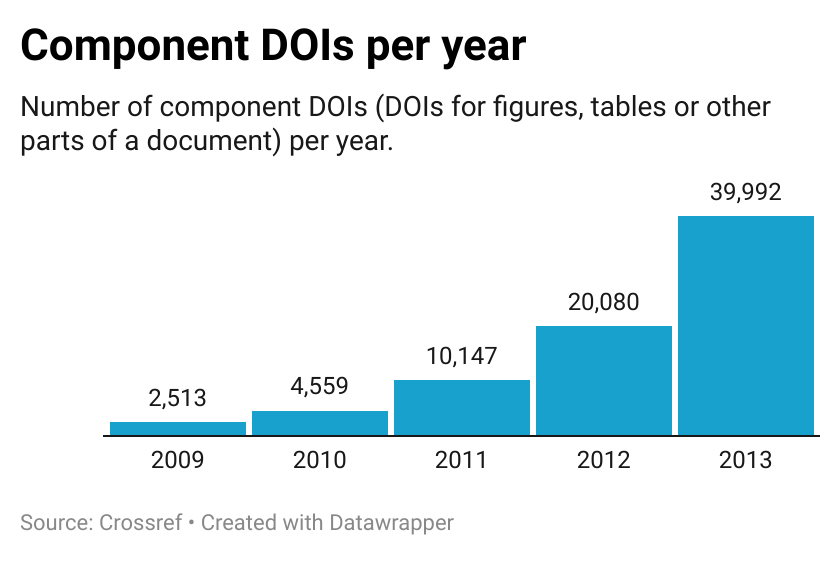 Component DOIs per year
Number of component DOIs (DOIs for figures, tables or other
parts of a document) per year.
39,992
20,080
10,147
4,559
2,513
2009 2010 2011 2012 2013
Source: Crossref • Created with Datawrapper